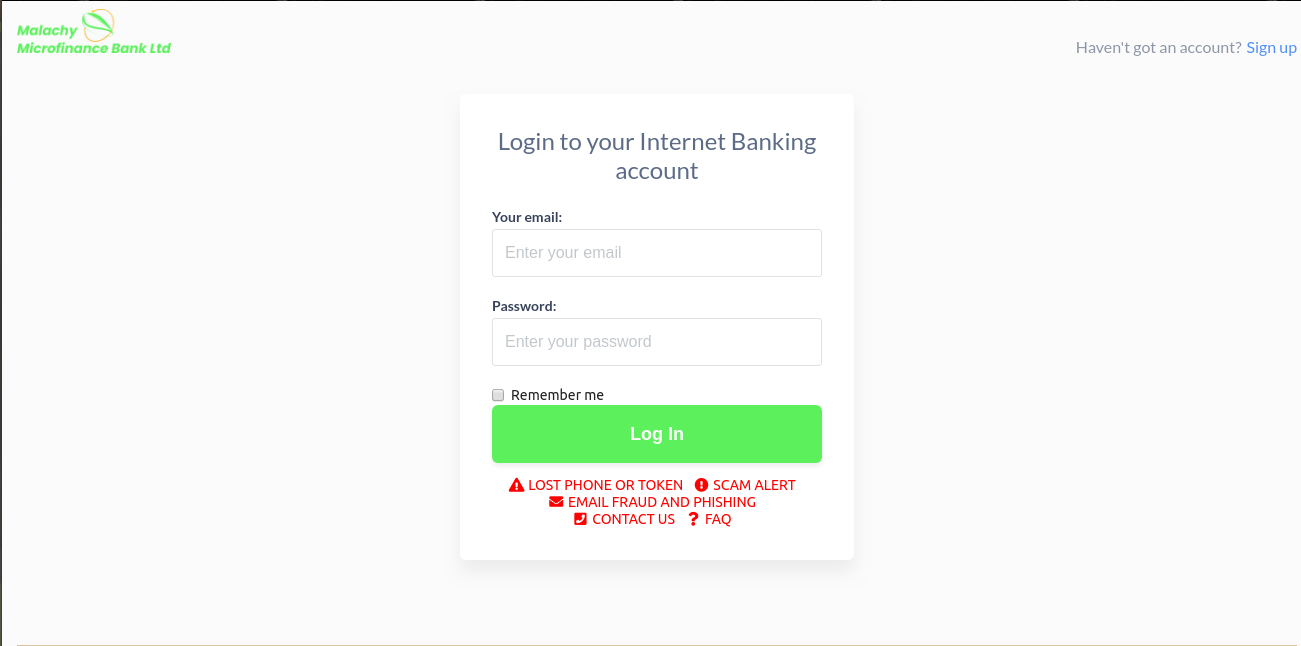 Malachy
Microfinance Bank Ltd
Haven't got an account? Sign up
Login to your Internet Banking
account
Your email:
Enter your email
Password:
Enter your password
Remember me
Log In
LOST PHONE OR TOKEN SCAM ALERT
EMAIL FRAUD AND PHISHING
CONTACT US FAQ